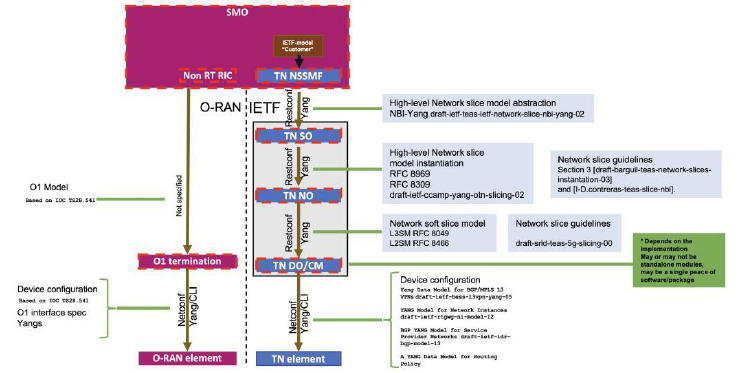 SMO
IETF-model
"Customer"
Non RT RIC
TN NSSMF
O-RAN
IETF
Restconf
Yang
High-level Network slice model abstraction
NBI-Yang draft-ietf-teas-ietf-network-slice-nbi-yang-02
TN SO
Restconf
Yang
High-level Network slice
model instantiation
RFC 8969
RFC 8309
draft-ietf-ccamp-yang-otn-slicing-02
Network slice guidelines
Section 3 [draft-barguil-teas-network-slices-
instantation-03]
and [I-D.contreras-teas-slice-nbi].
O1 Model
Based on IOC TS28.541
Not specified
TN NO
Restconf
Yang
Network soft slice model
L3SM RFC 8049
L2SM RFC 8466
Network slice guidelines
draft-srld-teas-5g-slicing-00
* Depends on the
implementation
May or may not be
standalone modules,
may be a single peace of
software/package
O1 termination
TN DO/CM
Device configuration
Based on IOC TS28.541
O1 interface spec
Yangs
Netconf
Yang/CLI
Netconf
Yang/CLI
Device configuration
Yang Data Model for BGP/MPLS L3
VPNs draft-ietf-bess-l3vpn-yang-05
YANG Model for Network Instances
draft-ietf-rtgwg-ni-model-12
BGP YANG Model for Service
Provider Networks draft-ietf-idr-
bgp-model-13
A YANG Data Model for Routing
Policy
O-RAN element
TN element